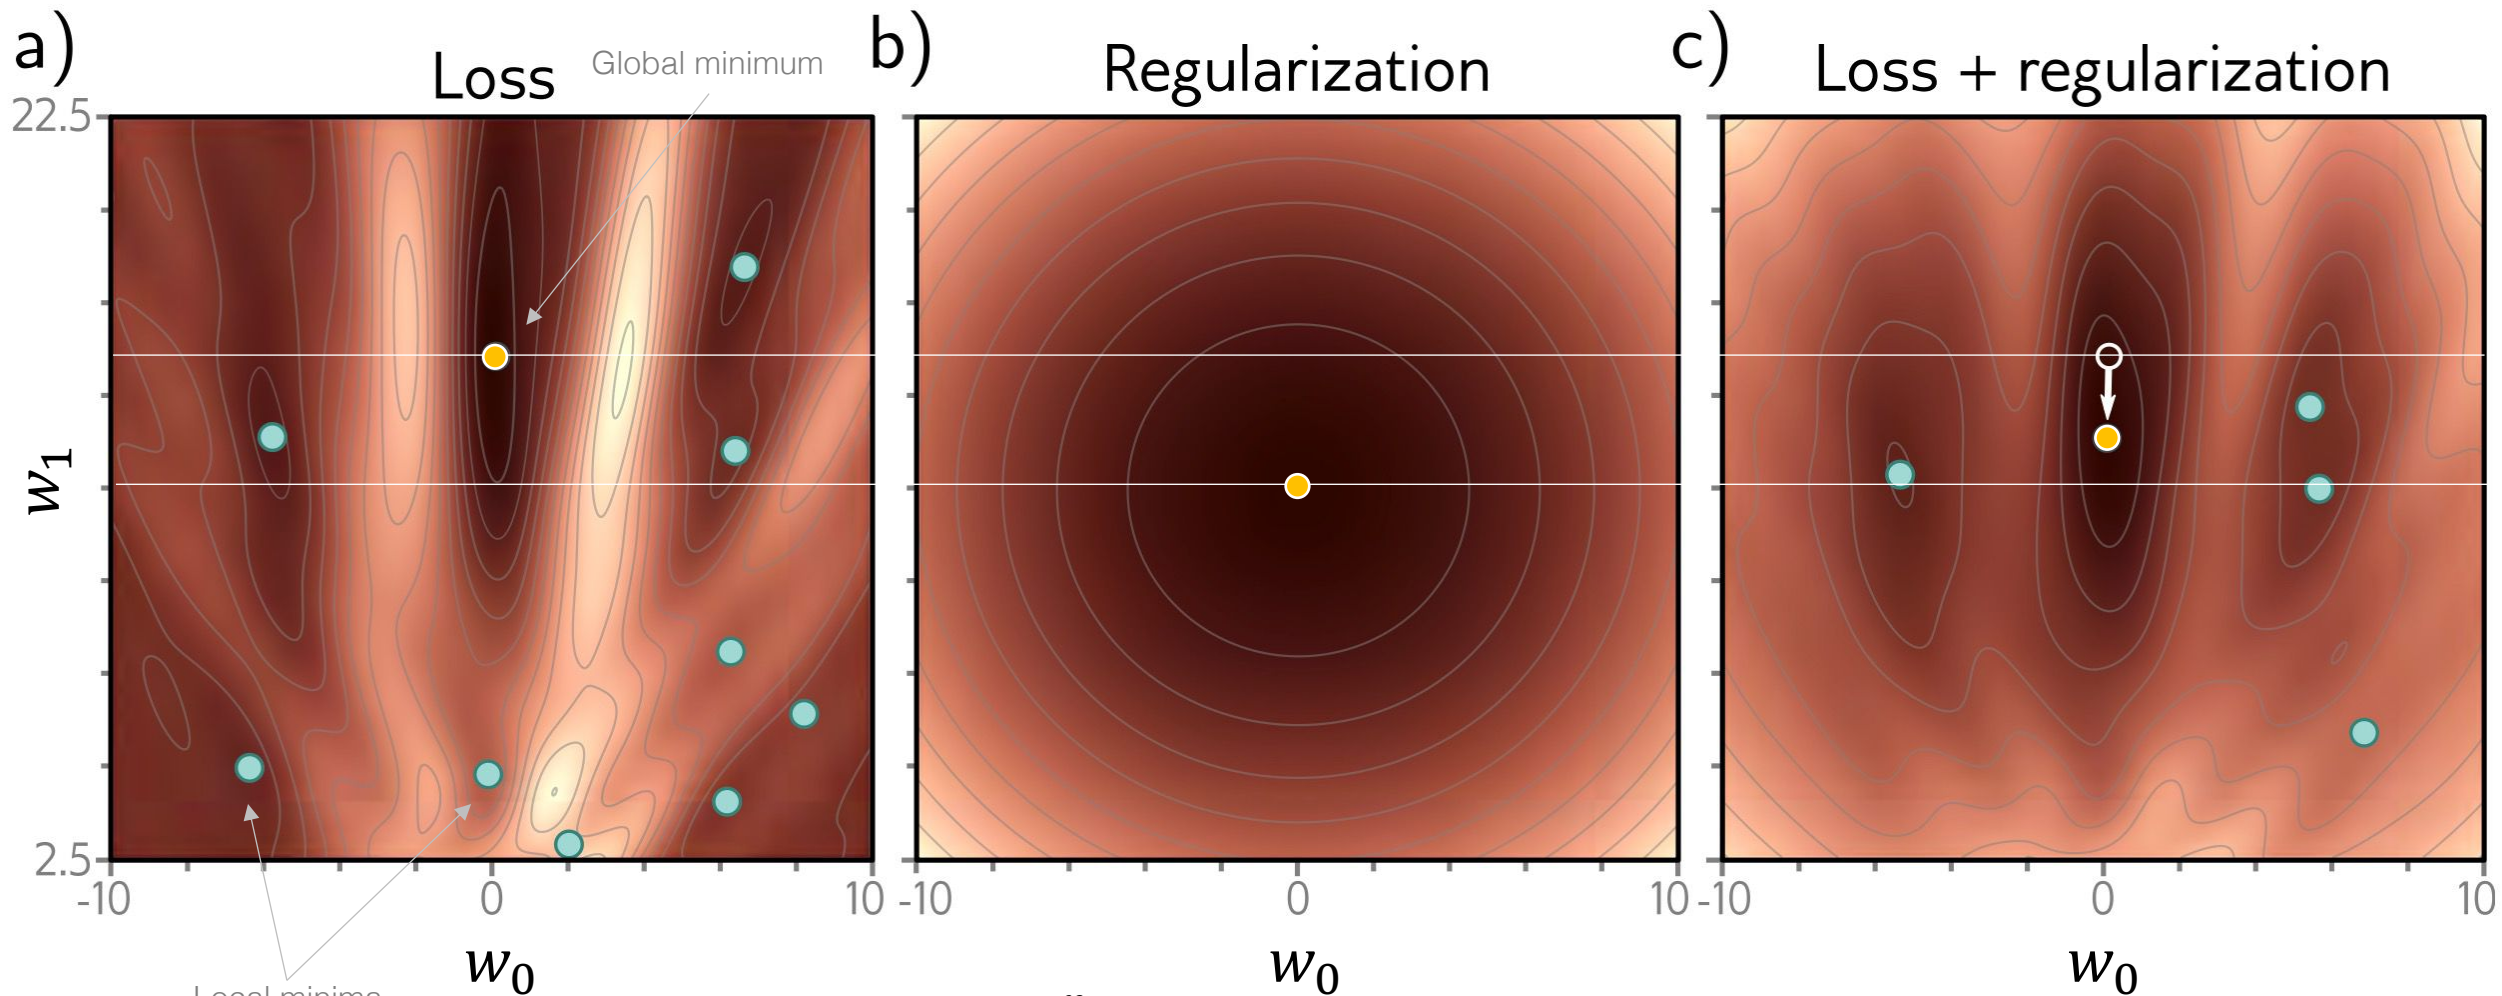 a)
Loss
Global minimum
b)
Regularization
c)
Loss + regularization
22.5
w1
2.5
-10
0
10
-10
0
10
-10
0
10
w0
w0
w0